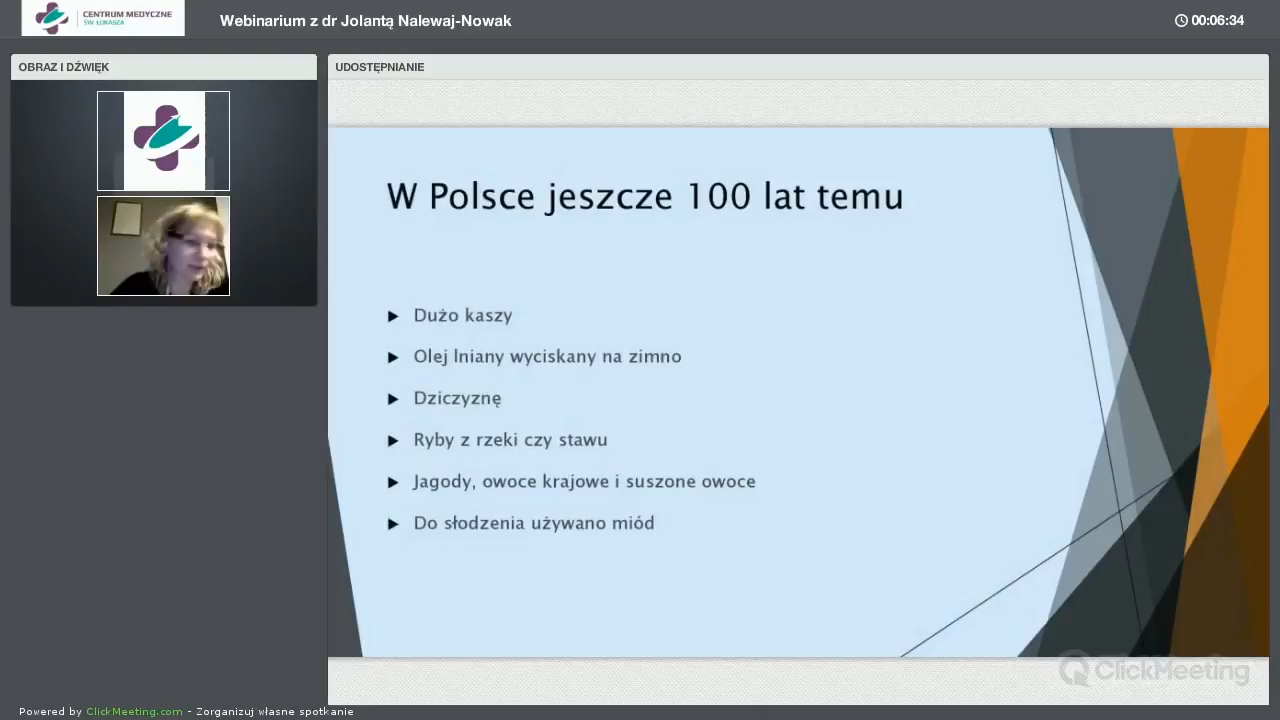 CENTRUM MEDYCZNE
ŚW. ŁUKASZA
Webinarium z dr Jolantą Nalewaj-Nowak
00:06:34
OBRAZ I DŹWIĘK
UDOSTĘPNIANIE
W Polsce jeszcze 100 lat temu
Dużo kaszy
Olej lniany wyciskany na zimno
Dziczyznę
Ryby z rzeki czy stawu
Jagody, owoce krajowe i suszone owoce
Do słodzenia używano miód
ClickMeeting
Powered by ClickMeeting.com - Zorganizuj własne spotkanie